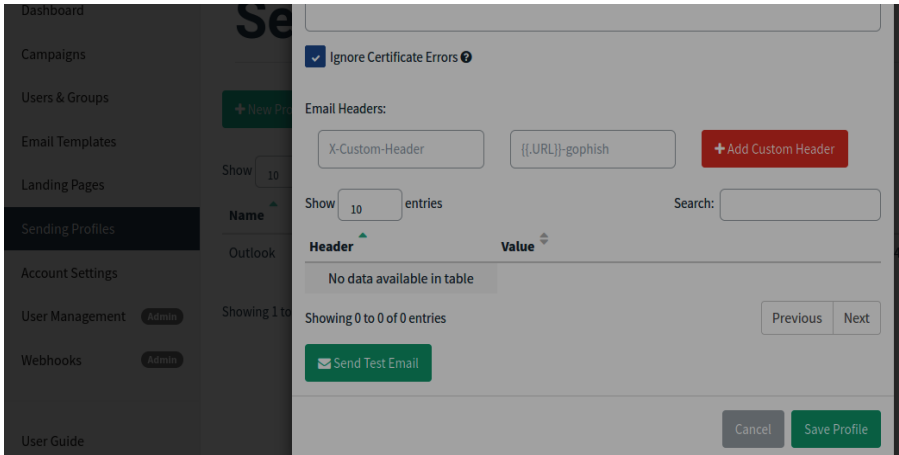 Dashboard
Campaigns
Users & Groups
Email Templates
Landing Pages
Sending Profiles
Account Settings
User Management Admin
Webhooks Admin
User Guide
Se
New Pro
Show 10
Name
Outlook
Showing 1 to
Ignore Certificate Errors
Email Headers:
X-Custom-Header {{.URL}}-gophish Add Custom Header
Show 10 entries Search:
Header Value
No data available in table
Showing 0 to 0 of 0 entries Previous Next
Send Test Email
Cancel Save Profile